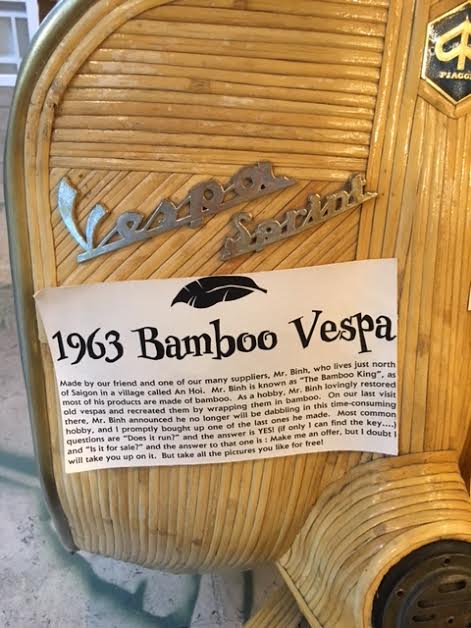 PIAGG
Vespa
Sprint
1963 Bamboo Vespa
Made by our friend and one of our many suppliers, Mr. Binh, who lives just north
of Saigon in a village called An Hoi. Mr. Binh is known as "The Bamboo King", as
most of his products are made of bamboo. As a hobby, Mr. Binh lovingly restored
old vespas and recreated them by wrapping them in bamboo. On our last visit
there, Mr. Binh announced he no longer will be dabbling in this time-consuming
hobby, and I promptly bought up one of the last ones he made. Most common
questions are "Does it run?" and the answer is YES! (if only I can find the key....)
and "Is it for sale?" and the answer to that one is : Make me an offer, but I doubt I
will take you up on it. But take all the pictures you like for free!